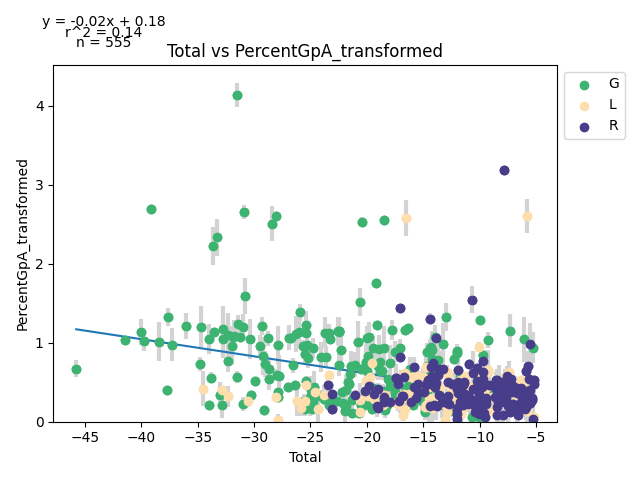 y = -0.02x + 0.18
r^2 = 0.14
n = 555
Total vs PercentGpA_transformed
G
L
R
PercentGpA_transformed
4
3
2
1
0
−45 −40 −35 −30 −25 −20 −15 −10 −5
Total